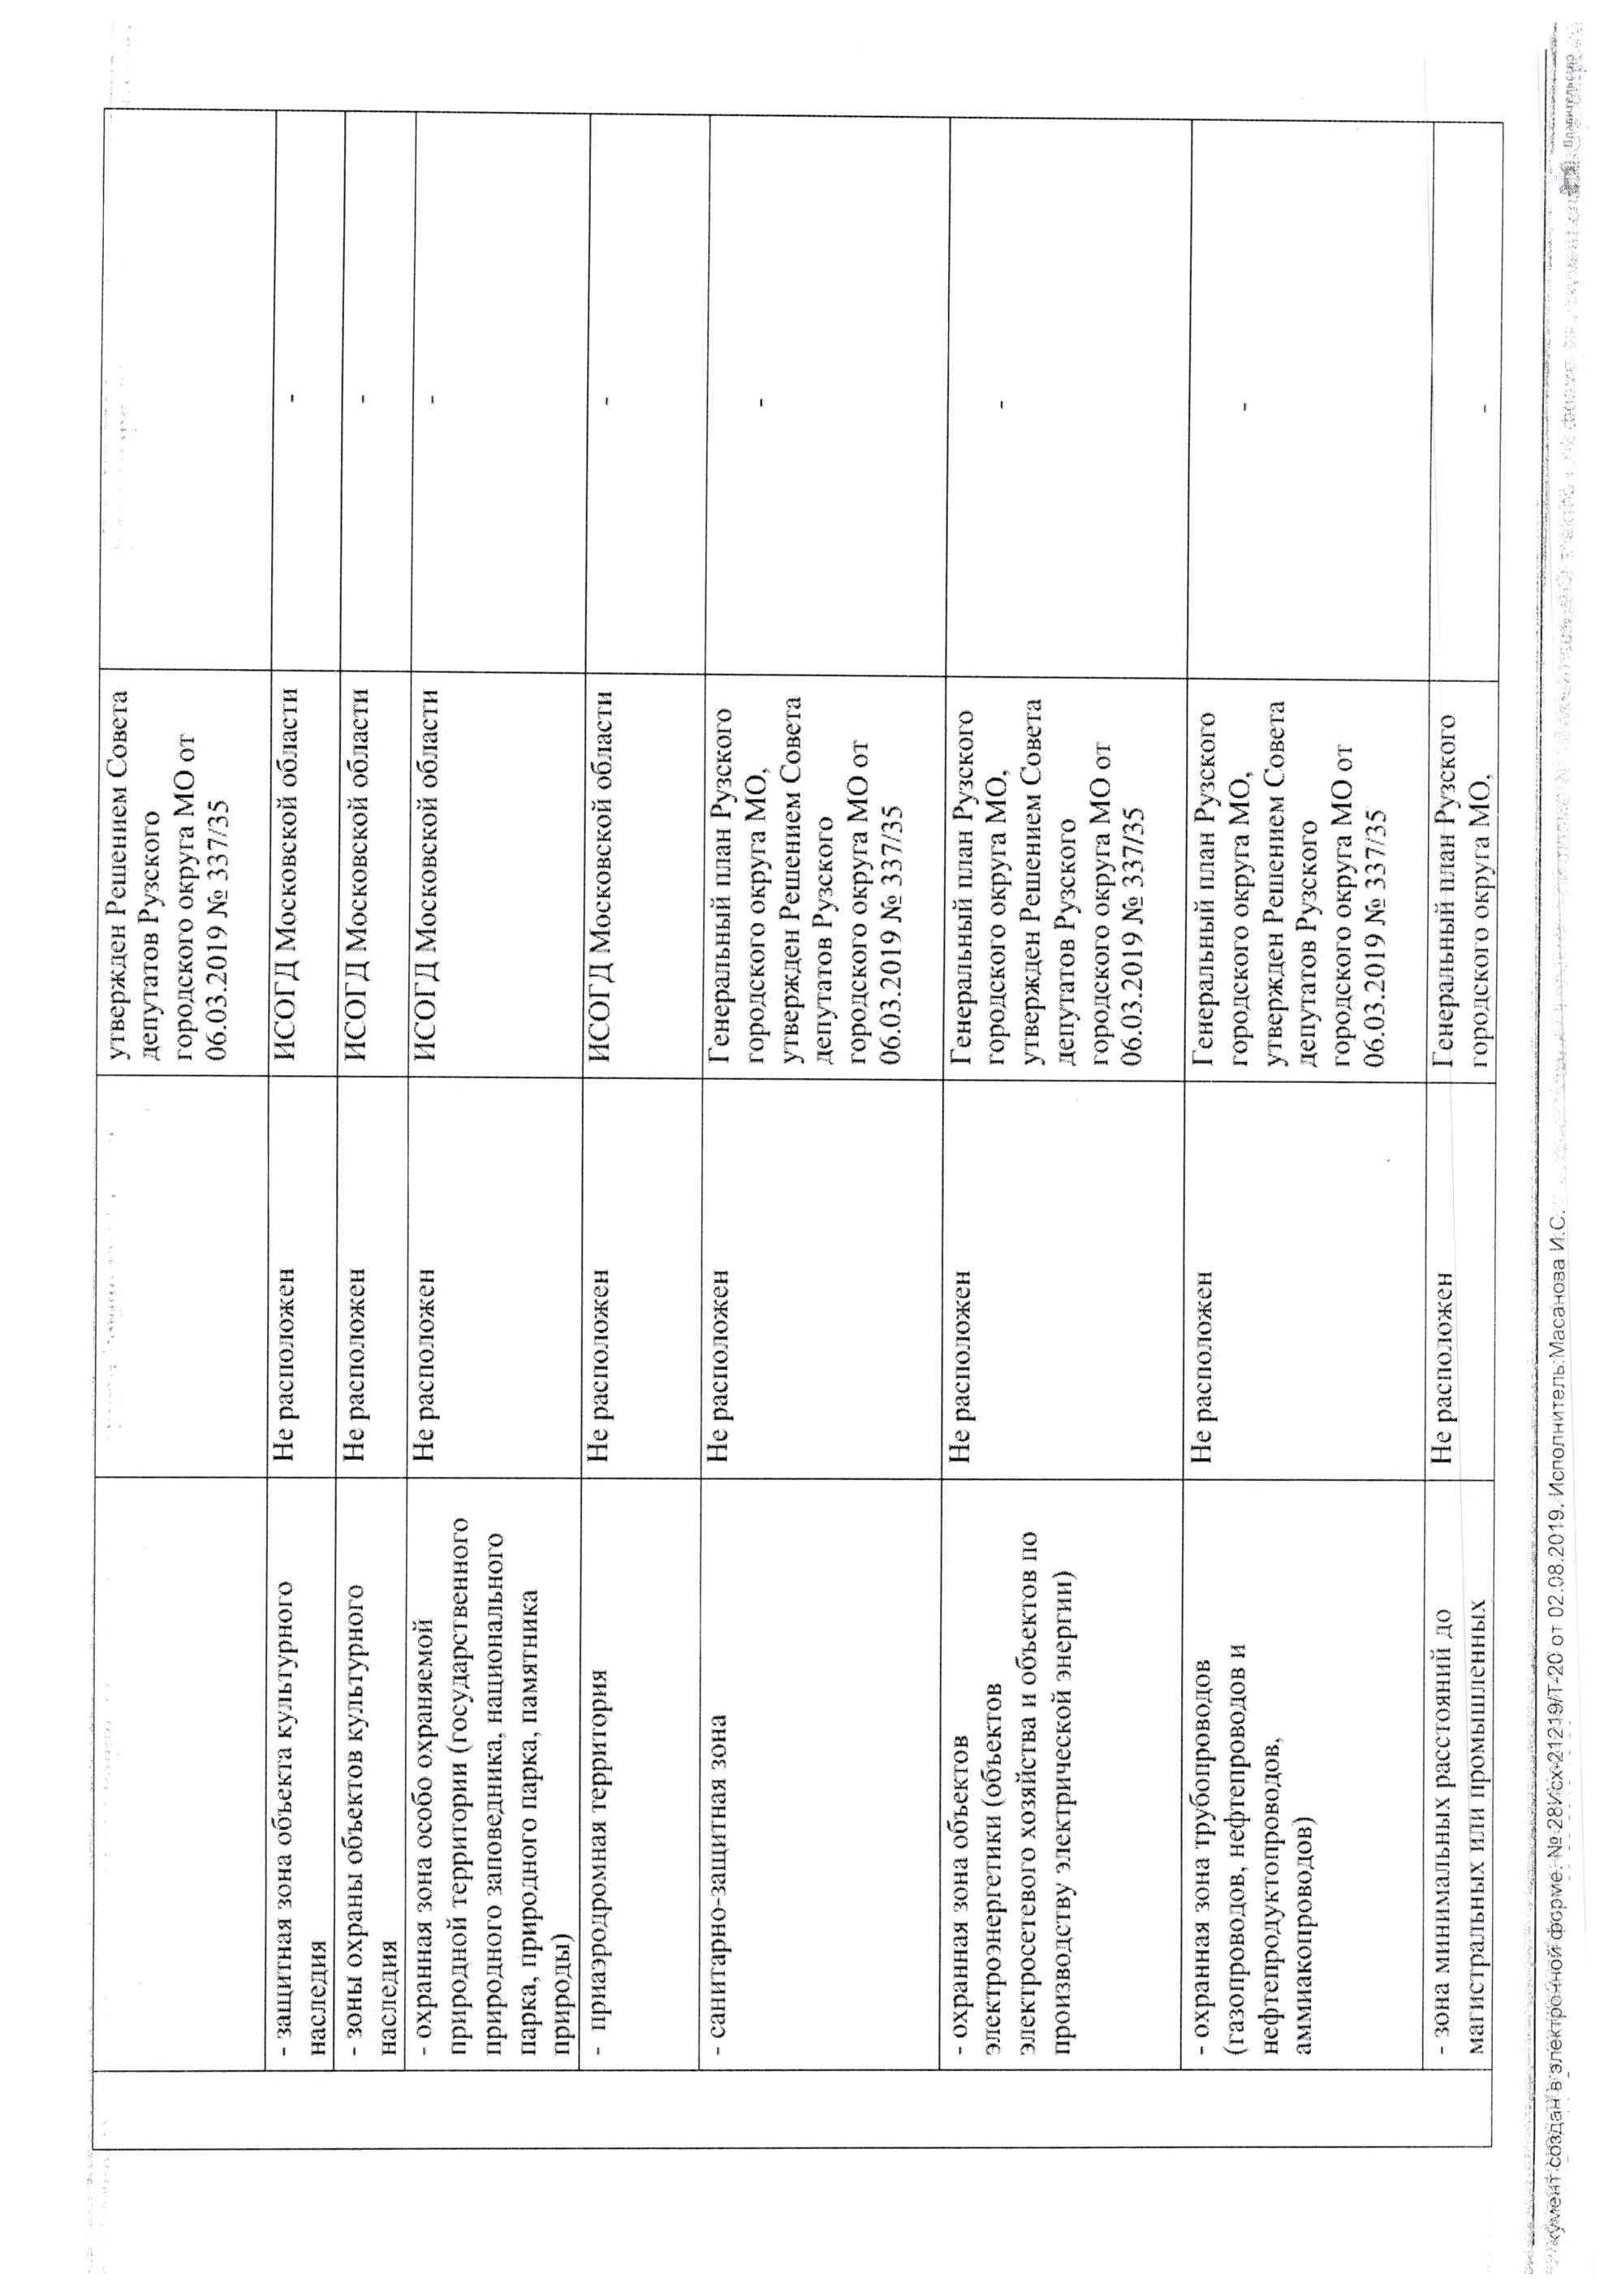 утвержден Решением Совета
депутатов Рузского
городского округа МО от
06.03.2019 № 337/35
- защитная зона объекта культурного
наследия
Не расположен
ИСОГД Московской области
-
- зоны охраны объектов культурного
наследия
Не расположен
ИСОГД Московской области
-
- охранная зона особо охраняемой
природной территории (государственного
природного заповедника, национального
парка, природного парка, памятника
природы)
Не расположен
ИСОГД Московской области
-
- приаэродромная территория
Не расположен
ИСОГД Московской области
-
- санитарно-защитная зона
Не расположен
Генеральный план Рузского
городского округа МО,
утвержден Решением Совета
депутатов Рузского
городского округа МО от
06.03.2019 № 337/35
-
- охранная зона объектов
электроэнергетики (объектов
электросетевого хозяйства и объектов по
производству электрической энергии)
Не расположен
Генеральный план Рузского
городского округа МО,
утвержден Решением Совета
депутатов Рузского
городского округа МО от
06.03.2019 № 337/35
-
- охранная зона трубопроводов
(газопроводов, нефтепроводов и
нефтепродуктопроводов,
аммиакопроводов)
Не расположен
Генеральный план Рузского
городского округа МО,
утвержден Решением Совета
депутатов Рузского
городского округа МО от
06.03.2019 № 337/35
-
- зона минимальных расстояний до
магистральных или промышленных
Не расположен
Генеральный план Рузского
городского округа МО,
-
кумент создан в электронной форме. № 28Исх-21219/Т-20 от 02.08.2019. Исполнитель:Масанова И.С.